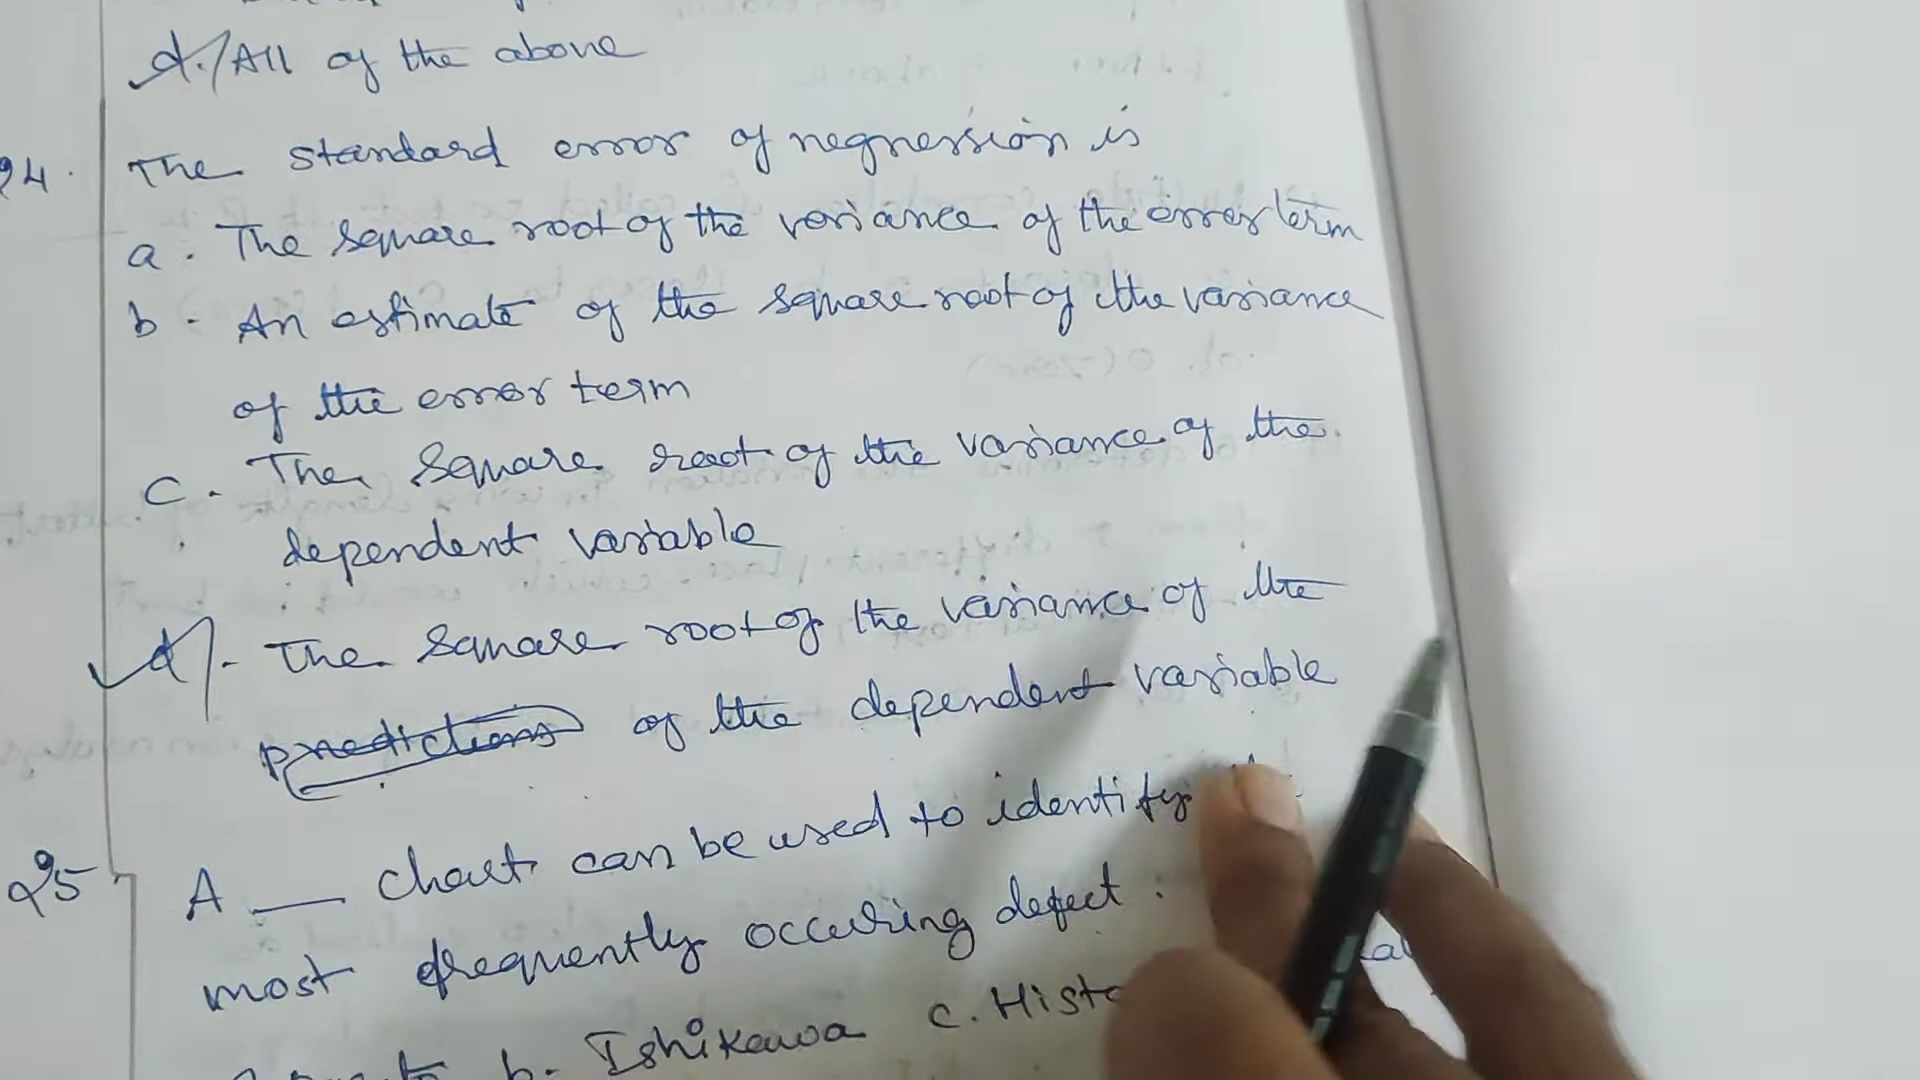 d. All of the above
24. The standard error of regression is
a. The square root of the variance of the error term
b. An estimate of the square root of the variance
of the error term
c. The square root of the variance of the
dependent variable
d. The square root of the variance of the
predictions of the dependent variable
25 A ___ chart can be used to identify
most frequently occuring defect:
b. Ishikawa c. Histo